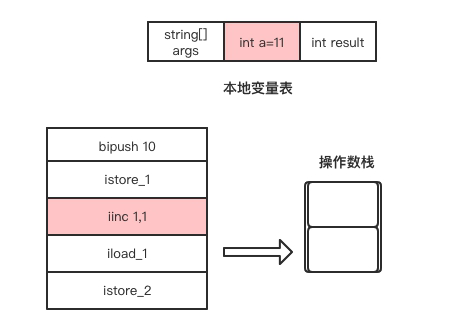 string[]
args
int a=11
int result
本地变量表
bipush 10
istore_1
iinc 1,1
iload_1
istore_2
操作数栈